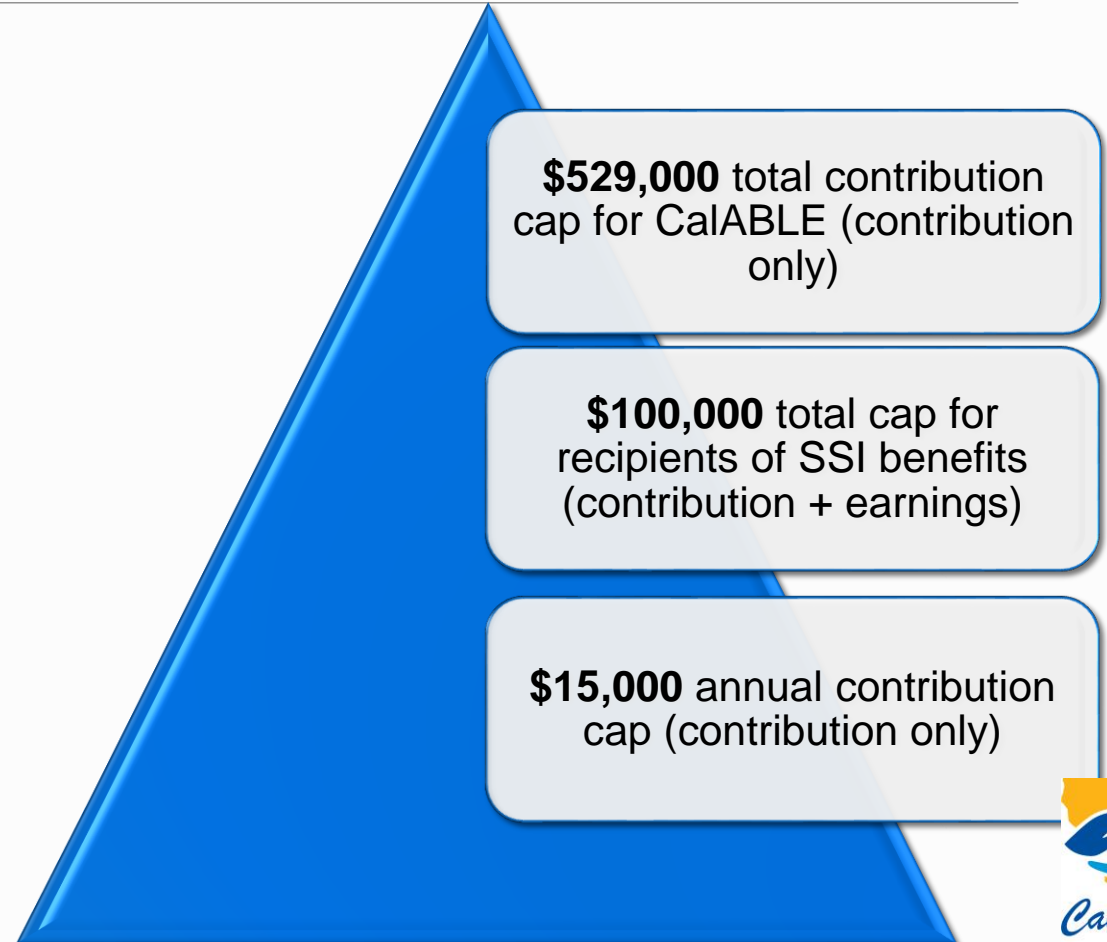 $529,000 total contribution
cap for CalABLE (contribution
only)
$100,000 total cap for
recipients of SSI benefits
(contribution + earnings)
$15,000 annual contribution
cap (contribution only)
Ca